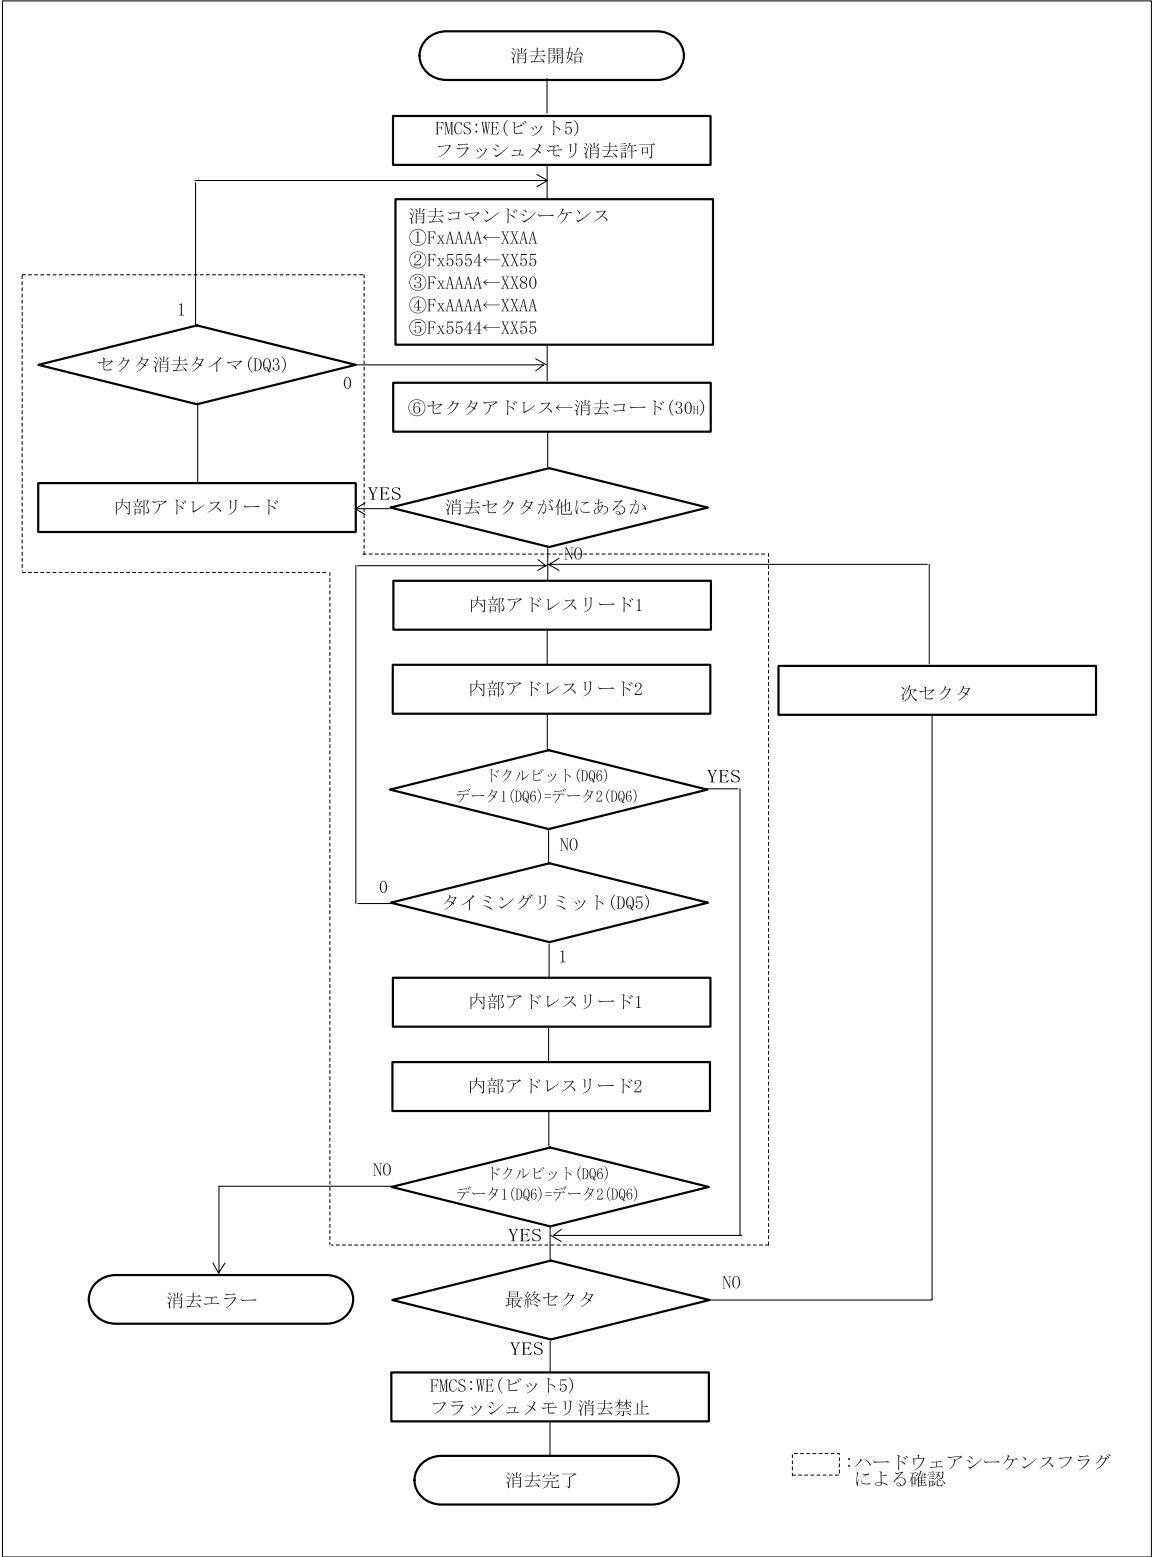 消去開始
FMCS:WE(ビット5)
フラッシュメモリ消去許可
消去コマンドシーケンス
①FxAAAA←XXAA
②Fx5554←XX55
③FxAAAA←XX80
④FxAAAA←XXAA
⑤Fx5544←XX55
1
セクタ消去タイマ(DQ3)
0
⑥セクタアドレス←消去コード(30H)
内部アドレスリード
YES
消去セクタが他にあるか
NO
内部アドレスリード1
内部アドレスリード2
次セクタ
ドクルビット(DQ6)
データ1(DQ6)=データ2(DQ6)
YES
NO
0
タイミングリミット(DQ5)
1
内部アドレスリード1
内部アドレスリード2
NO
ドクルビット(DQ6)
データ1(DQ6)=データ2(DQ6)
YES
消去エラー
最終セクタ
NO
YES
FMCS:WE(ビット5)
フラッシュメモリ消去禁止
消去完了
:ハードウェアシーケンスフラグ
による確認